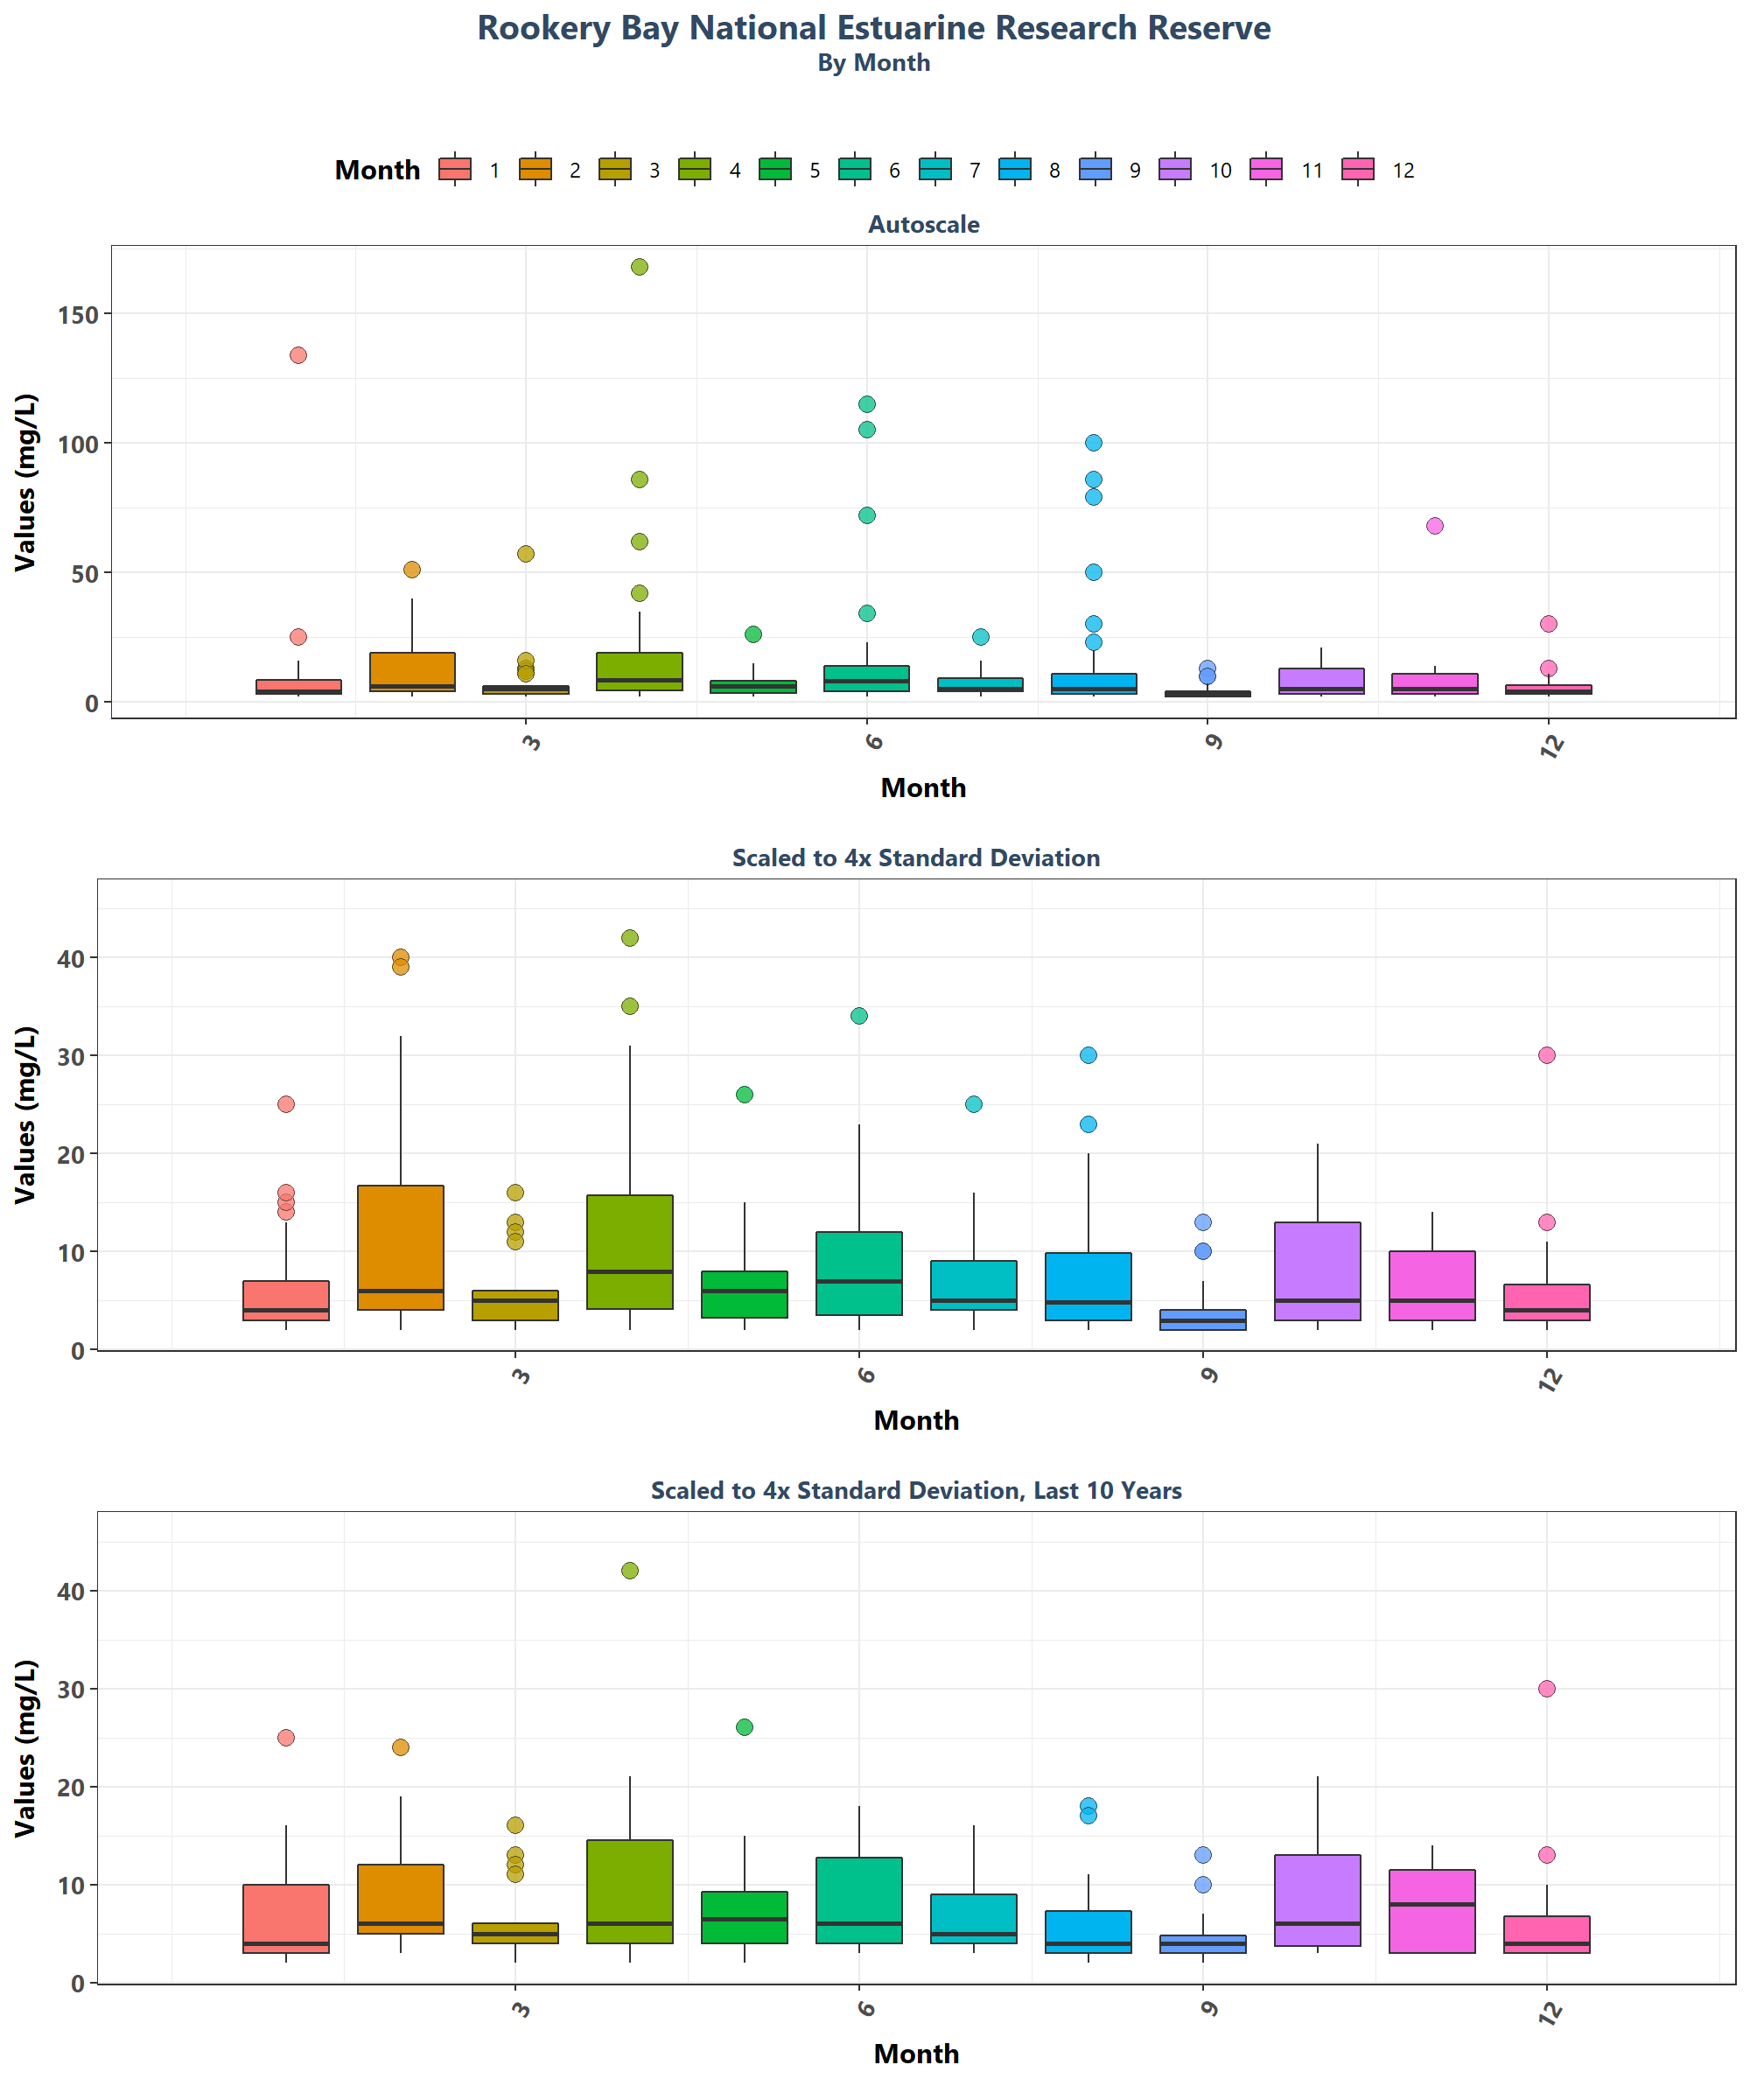 Rookery Bay National Estuarine Research Reserve
By Month
Month 1 2 3 4 5 6 7 8 9 10 11 12
Autoscale
Values (mg/L)
150
100
50
0
3 6 9 12
Month
Scaled to 4x Standard Deviation
Values (mg/L)
40
30
20
10
0
3 6 9 12
Month
Scaled to 4x Standard Deviation, Last 10 Years
Values (mg/L)
40
30
20
10
0
3 6 9 12
Month